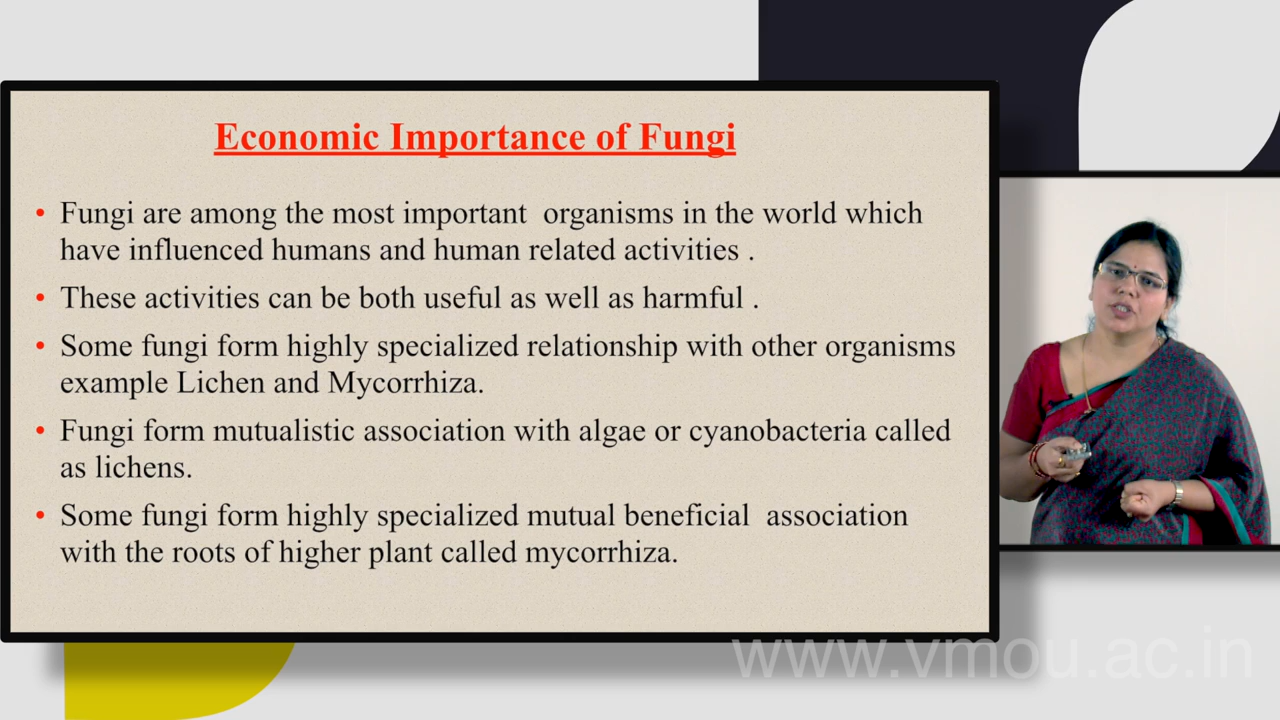 Economic Importance of Fungi
• Fungi are among the most important organisms in the world which
have influenced humans and human related activities .
• These activities can be both useful as well as harmful .
• Some fungi form highly specialized relationship with other organisms
example Lichen and Mycorrhiza.
• Fungi form mutualistic association with algae or cyanobacteria called
as lichens.
• Some fungi form highly specialized mutual beneficial association
with the roots of higher plant called mycorrhiza.
www.vmou.ac.in